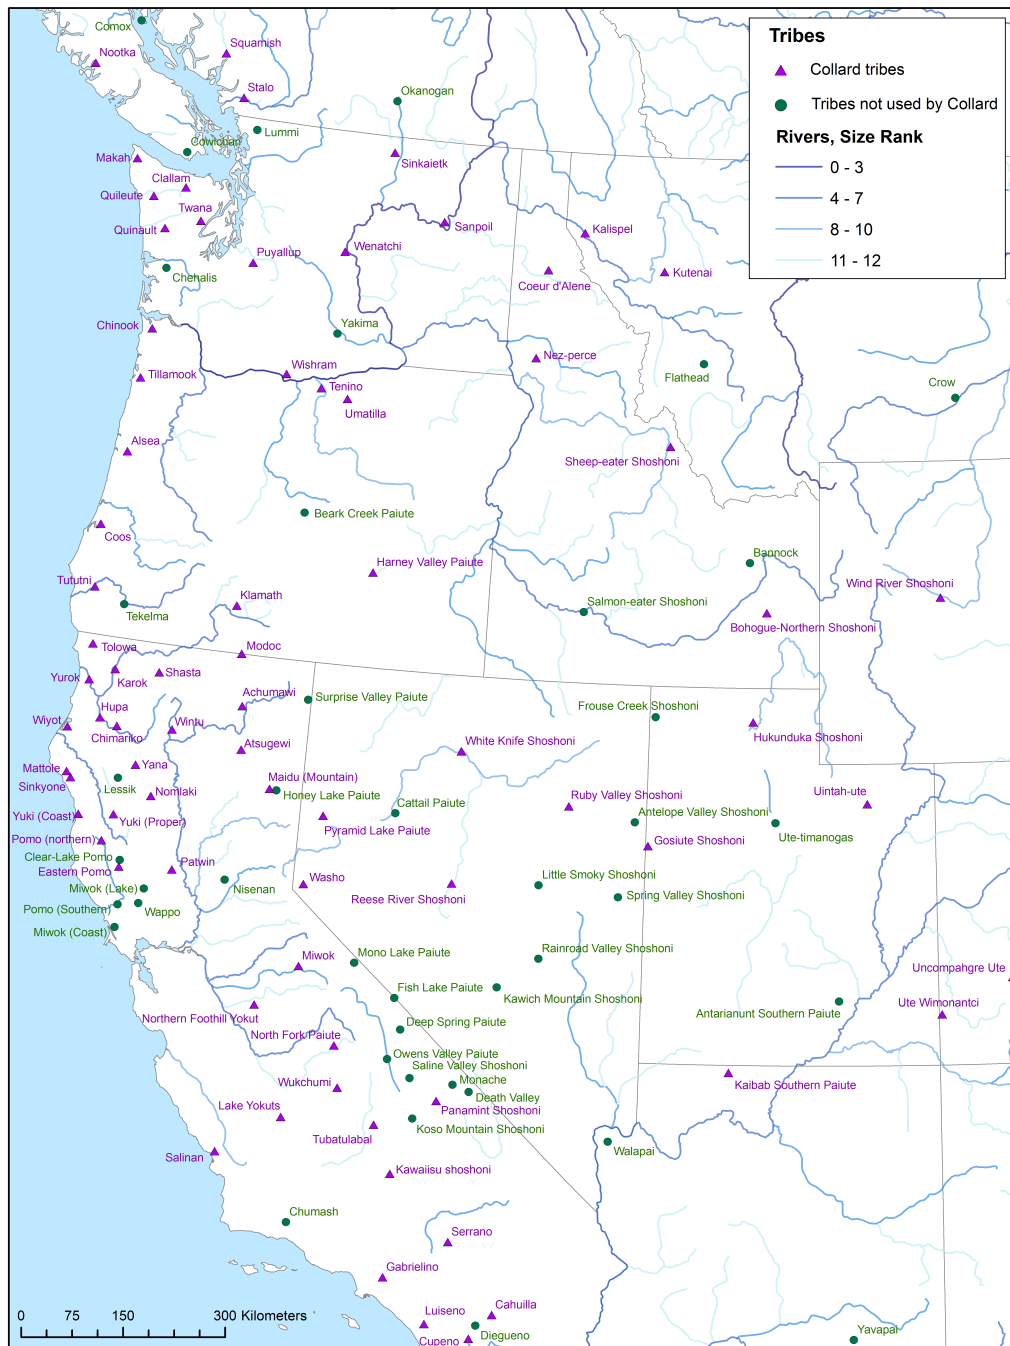 Comox
Nootka
Squamish
Stalo
Okanogan
Lummi
Cowichan
Makah
Sinkaietk
Clallam
Quileute
Twana
Quinault
Sanpoil
Kalispel
Puyallup
Wenatchi
Chehalis
Coeur d'Alene
Kutenai
Chinook
Yakima
Tillamook
Wishram
Tenino
Umatilla
Nez-perce
Flathead
Crow
Alsea
Sheep-eater Shoshoni
Beark Creek Paiute
Coos
Harney Valley Paiute
Bannock
Tututni
Wind River Shoshoni
Klamath
Tekelma
Salmon-eater Shoshoni
Bohogue-Northern Shoshoni
Tolowa
Modoc
Yurok
Karok
Shasta
Achumawi
Surprise Valley Paiute
Frouse Creek Shoshoni
Hupa
Wiyot
Chimariko
Wintu
Hukunduka Shoshoni
Atsugewi
White Knife Shoshoni
Mattole
Yana
Sinkyone
Lessik
Maidu (Mountain)
Honey Lake Paiute
Nomlaki
Cattail Paiute
Ruby Valley Shoshoni
Uintah-ute
Yuki (Coast)
Yuki (Proper)
Pyramid Lake Paiute
Antelope Valley Shoshoni
Ute-timanogas
Pomo (northern)
Gosiute Shoshoni
Clear-Lake Pomo
Eastern Pomo
Patwin
Washo
Little Smoky Shoshoni
Miwok (Lake)
Nisenan
Reese River Shoshoni
Spring Valley Shoshoni
Pomo (Southern)
Wappo
Miwok (Coast)
Miwok
Mono Lake Paiute
Rainroad Valley Shoshoni
Uncompahgre Ute
Fish Lake Paiute
Kawich Mountain Shoshoni
Ute Wimonantci
Northern Foothill Yokut
Antarianunt Southern Paiute
Deep Spring Paiute
North Fork Paiute
Owens Valley Paiute
Saline Valley Shoshoni
Wukchumi
Monache
Death Valley
Kaibab Southern Paiute
Lake Yokuts
Panamint Shoshoni
Tubatulabal
Koso Mountain Shoshoni
Walapai
Salinan
Kawaiisu shoshoni
Chumash
Serrano
Gabrielino
Luiseno
Cahuilla
Cupeno
Diegueno
Yavapai
Tribes
Collard tribes
Tribes not used by Collard
Rivers, Size Rank
0 - 3
4 - 7
8 - 10
11 - 12
0 75 150 300 Kilometers